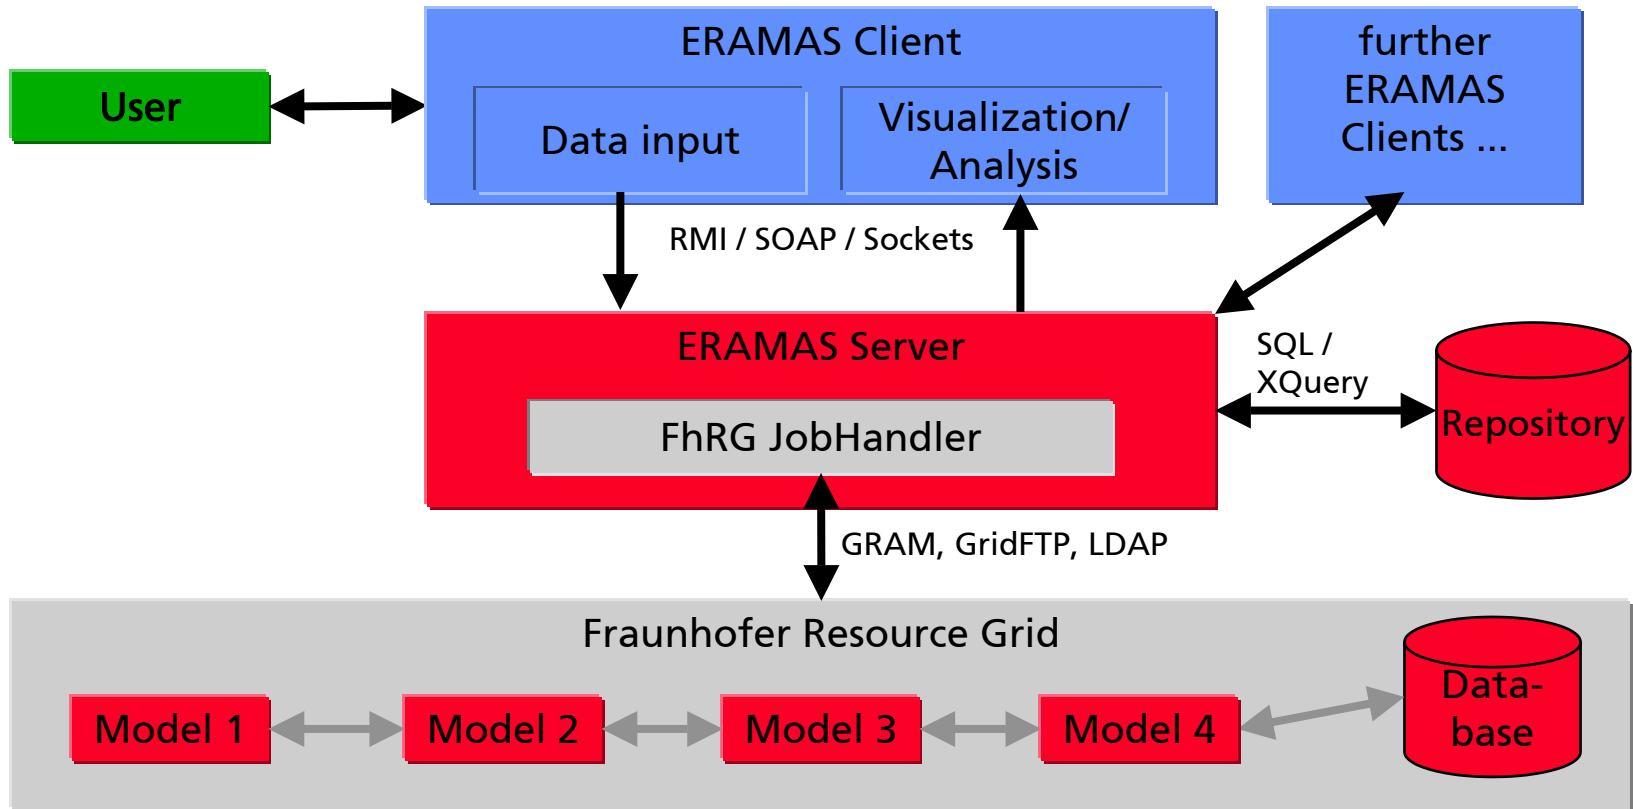 ERAMAS Client
further
ERAMAS
Clients ...
User
Data input
Visualization/
Analysis
RMI / SOAP / Sockets
ERAMAS Server
SQL /
XQuery
Repository
FhRG JobHandler
GRAM, GridFTP, LDAP
Fraunhofer Resource Grid
Model 1
Model 2
Model 3
Model 4
Data-
base